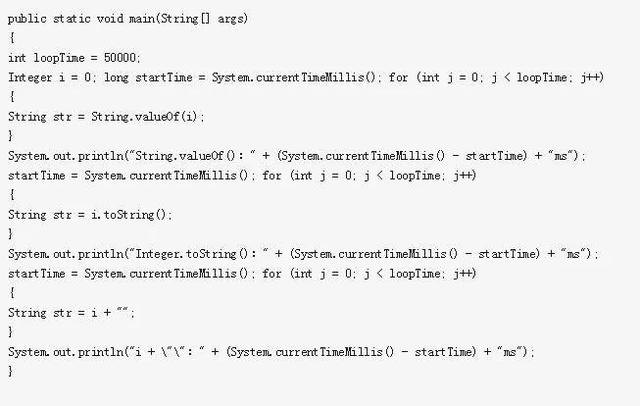 public static void main(String[] args)
{
int loopTime = 50000;
Integer i = 0; long startTime = System.currentTimeMillis(); for (int j = 0; j < loopTime; j++)
{
String str = String.valueOf(i);
}
System.out.println("String.valueOf(): " + (System.currentTimeMillis() - startTime) + "ms");
startTime = System.currentTimeMillis(); for (int j = 0; j < loopTime; j++)
{
String str = i.toString();
}
System.out.println("Integer.toString(): " + (System.currentTimeMillis() - startTime) + "ms");
startTime = System.currentTimeMillis(); for (int j = 0; j < loopTime; j++)
{
String str = i + "";
}
System.out.println("i + \"\": " + (System.currentTimeMillis() - startTime) + "ms");
}